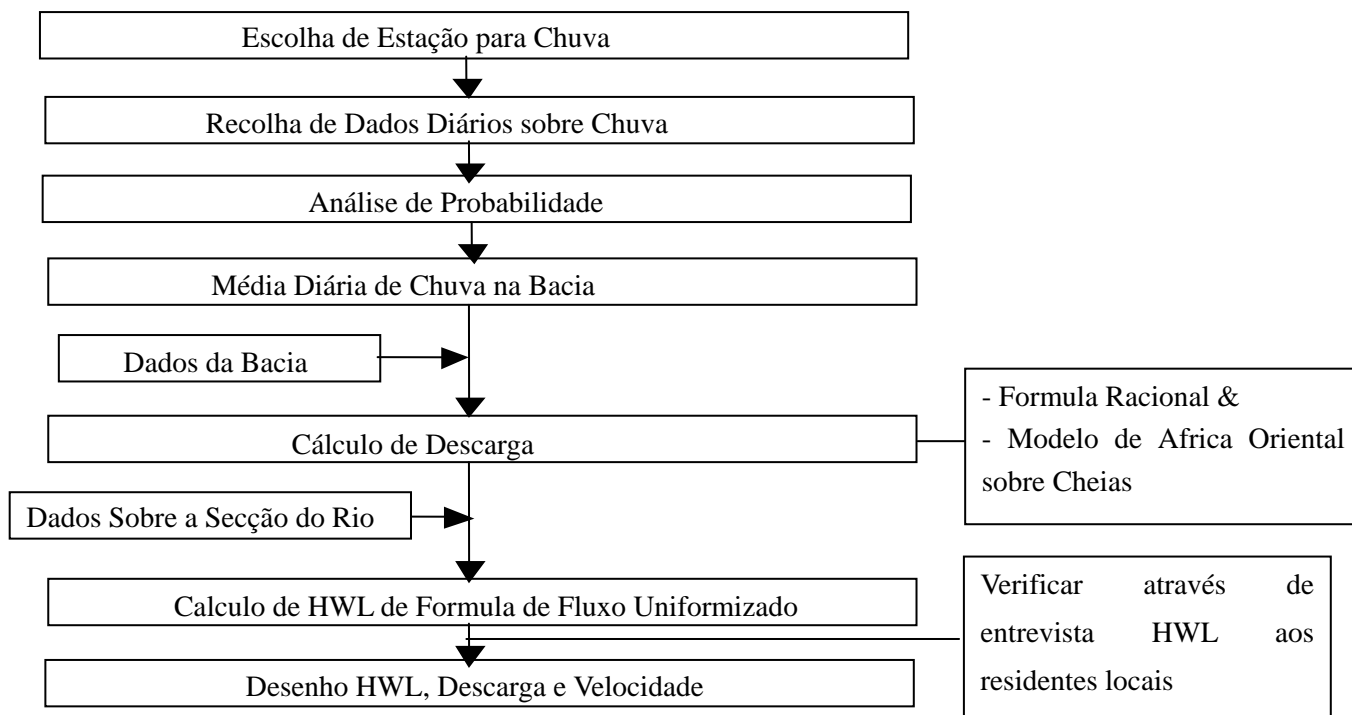 Escolha de Estação para Chuva
Recolha de Dados Diários sobre Chuva
Análise de Probabilidade
Média Diária de Chuva na Bacia
Dados da Bacia
Cálculo de Descarga
- Formula Racional &
- Modelo de Africa Oriental
sobre Cheias
Dados Sobre a Secção do Rio
Calculo de HWL de Formula de Fluxo Uniformizado
Verificar através de
entrevista HWL aos
residentes locais
Desenho HWL, Descarga e Velocidade